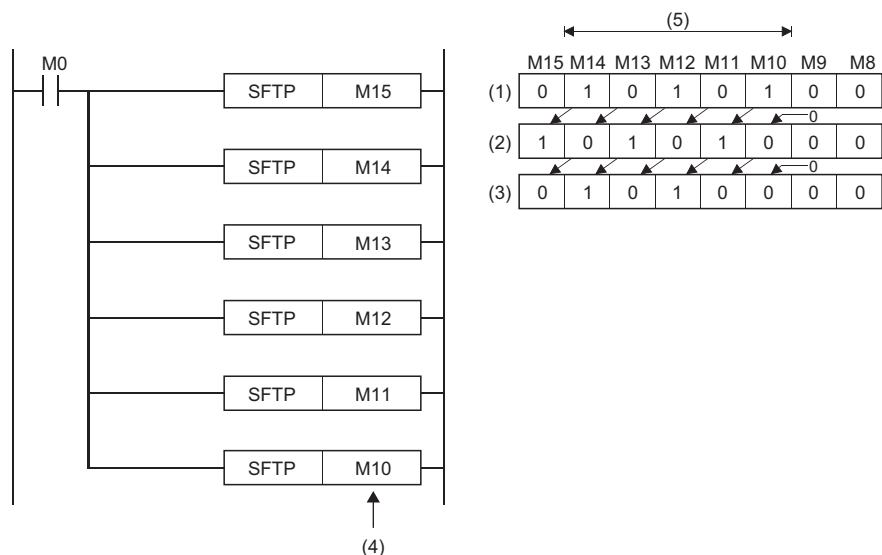 M0
SFTP M15
SFTP M14
SFTP M13
SFTP M12
SFTP M11
SFTP M10
(4)
(5)
M15 M14 M13 M12 M11 M10 M9 M8
(1) 0 1 0 1 0 1 0 0
0
(2) 1 0 1 0 1 0 0 0
0
(3) 0 1 0 1 0 0 0 0